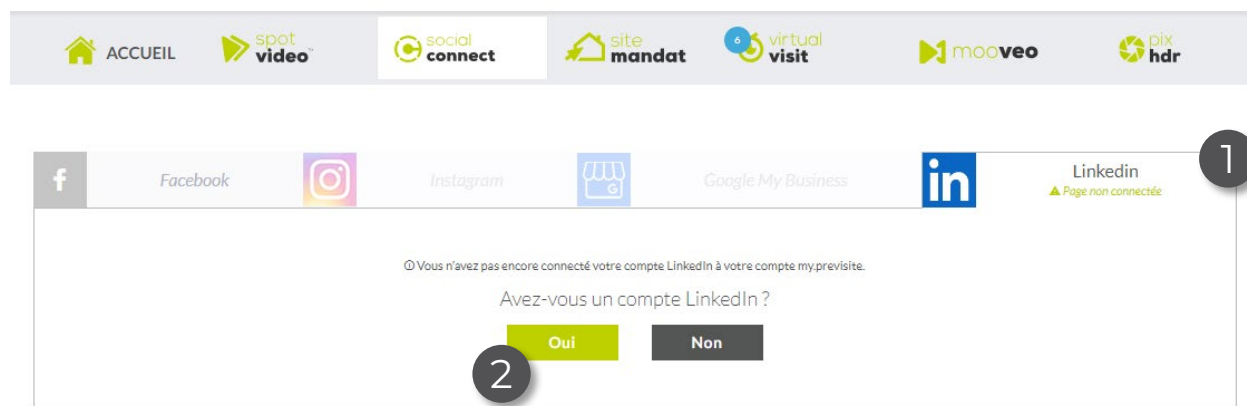 ACCUEIL
spot
video
social
connect
site
mandat
6
virtual
visit
mooveo
pix
hdr
f
Facebook
Instagram
G
Google My Business
in
Linkedin
Page non connectée
1
Vous n'avez pas encore connecté votre compte LinkedIn à votre compte my.previsite.
Avez-vous un compte LinkedIn ?
Oui
Non
2